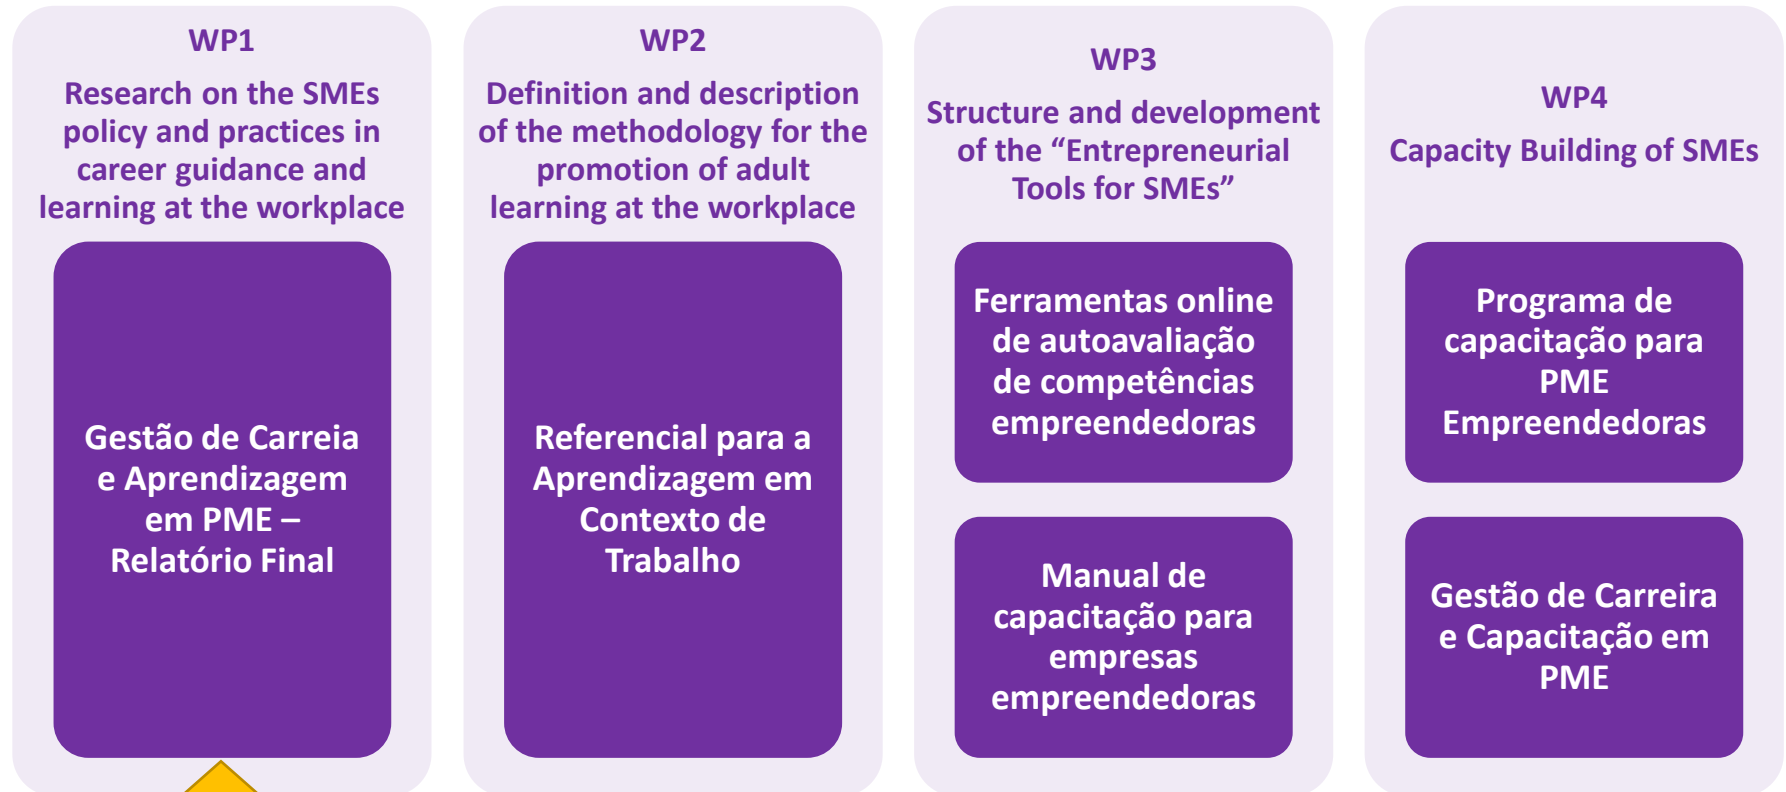 WP1
Research on the SMEs
policy and practices in
career guidance and
learning at the workplace
Gestão de Carreia
e Aprendizagem
em PME –
Relatório Final
WP2
Definition and description
of the methodology for the
promotion of adult
learning at the workplace
Referencial para a
Aprendizagem em
Contexto de
Trabalho
WP3
Structure and development
of the “Entrepreneurial
Tools for SMEs”
Ferramentas online
de autoavaliação
de competências
empreendedoras
Manual de
capacitação para
empresas
empreendedoras
WP4
Capacity Building of SMEs
Programa de
capacitação para
PME
Empreendedoras
Gestão de Carreira
e Capacitação em
PME